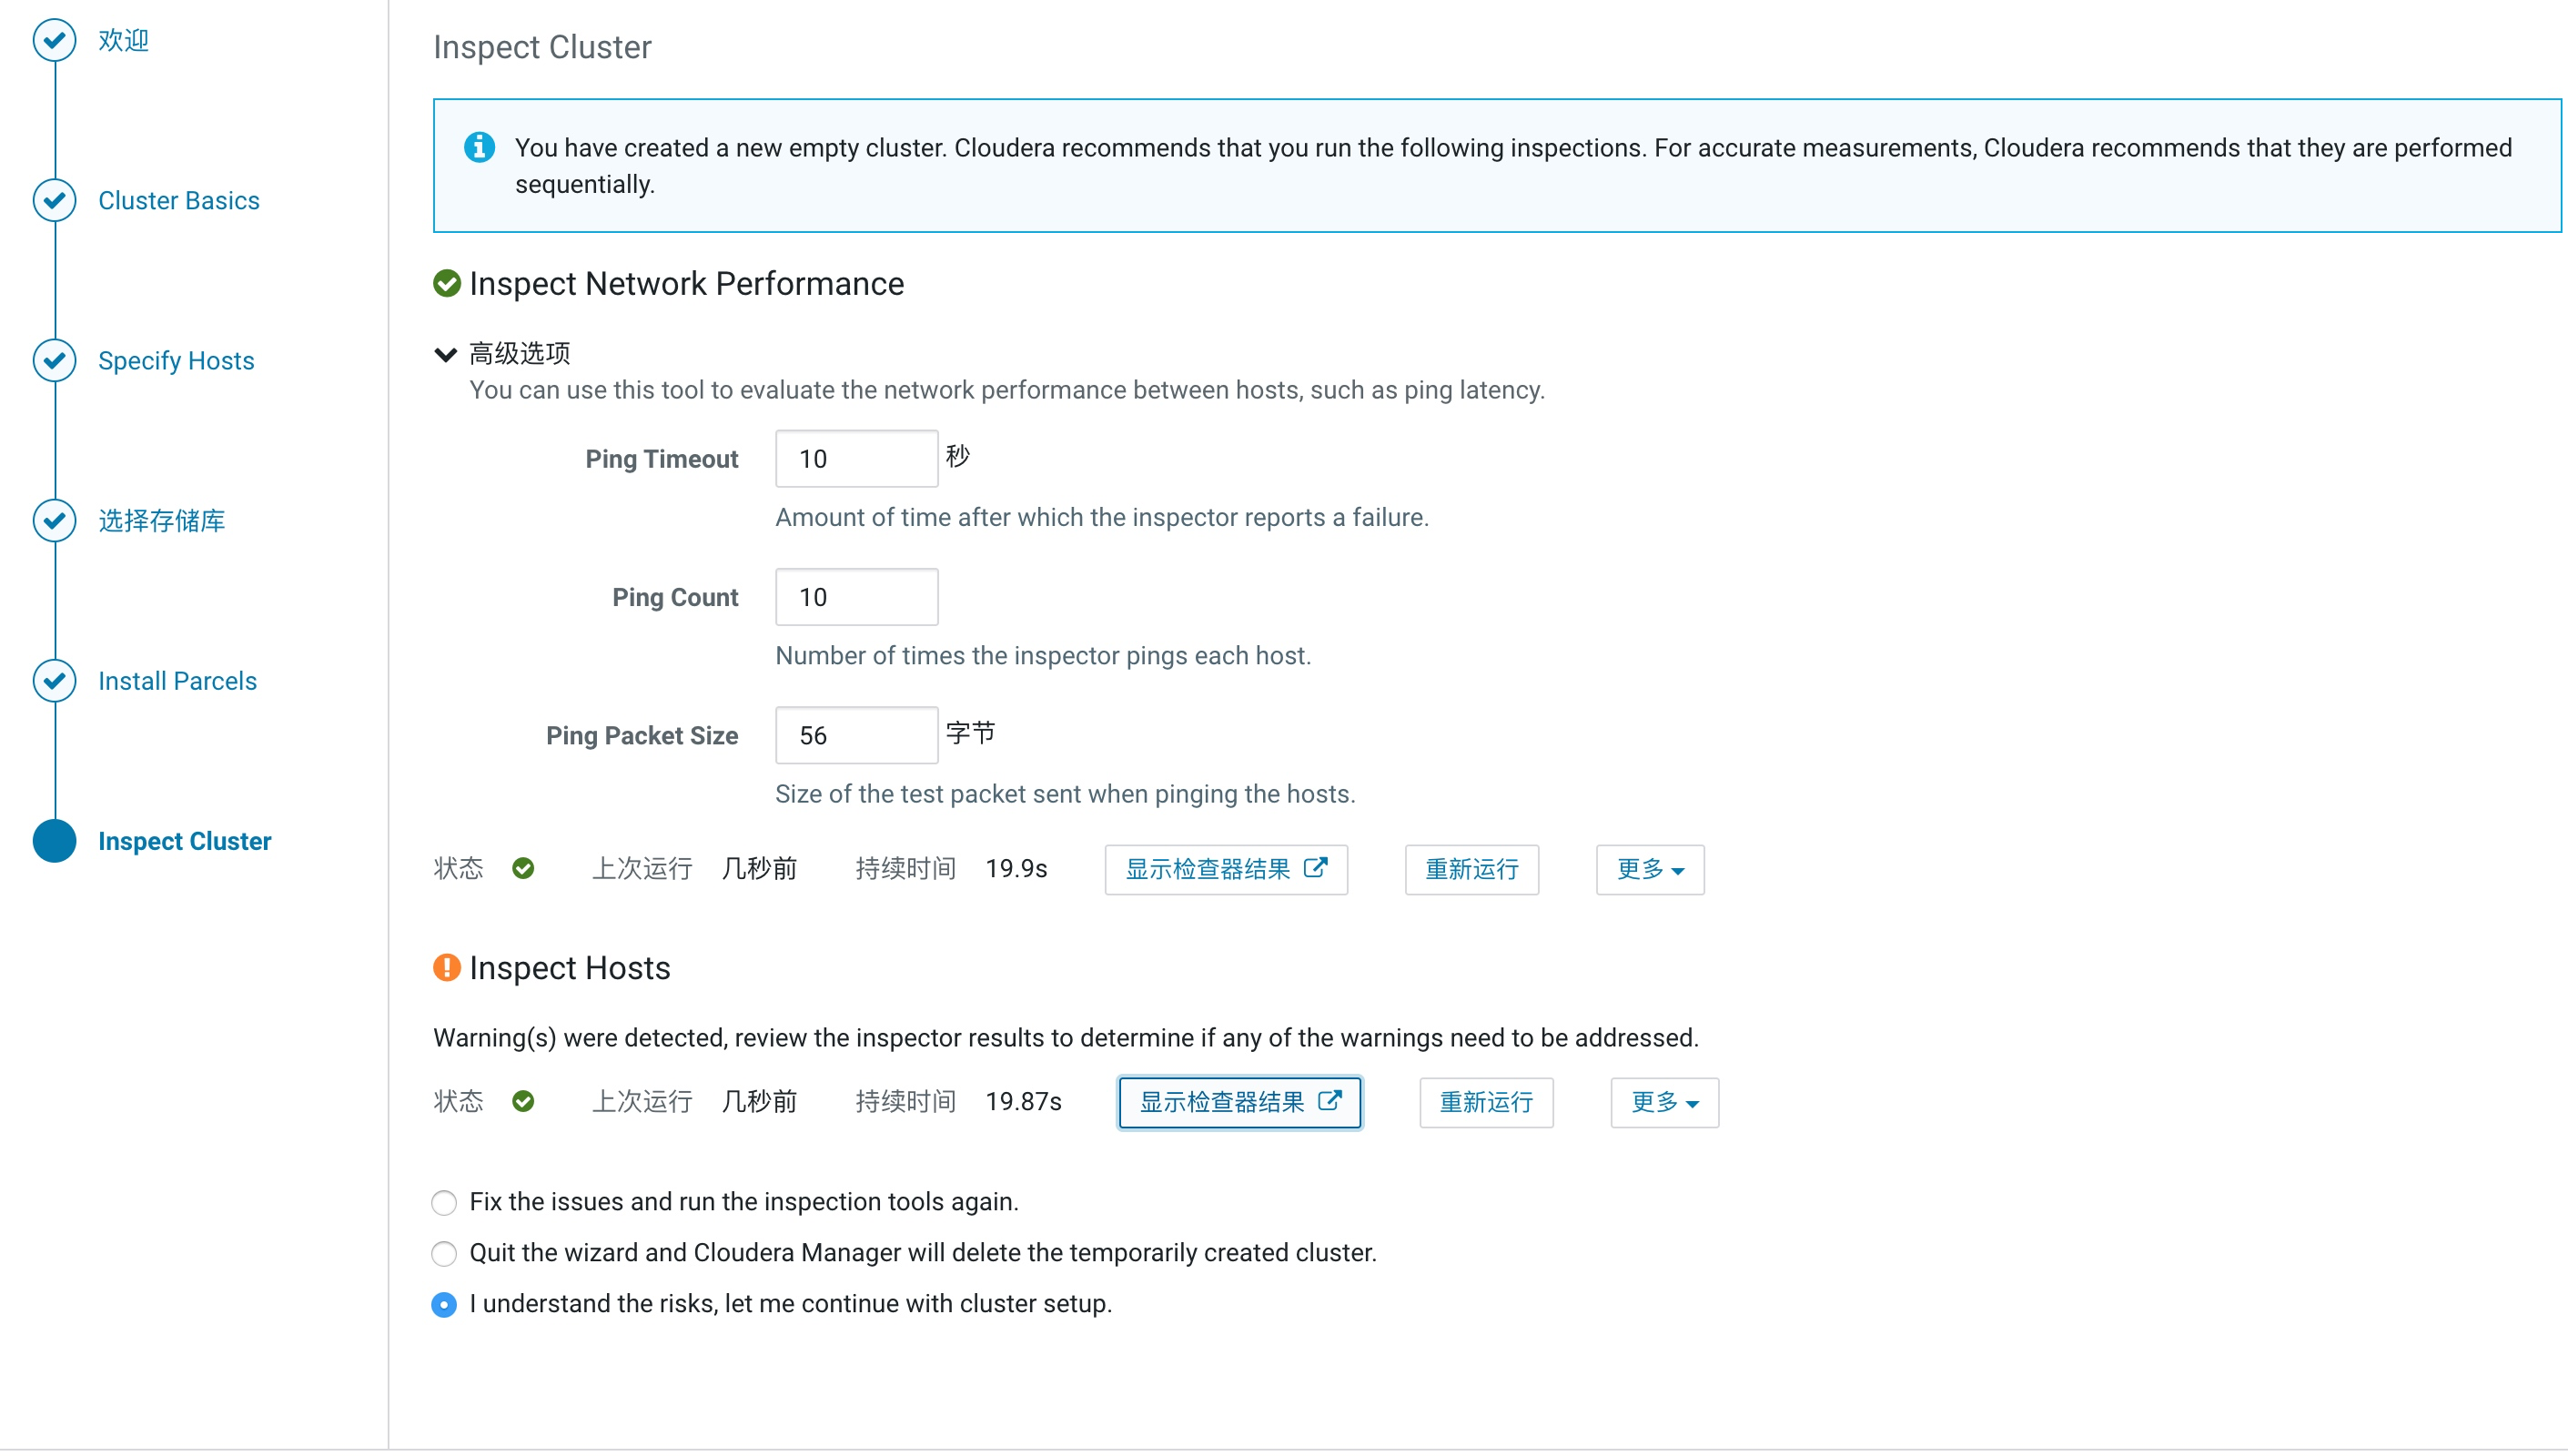 欢迎
Cluster Basics
Specify Hosts
选择存储库
Install Parcels
Inspect Cluster
Inspect Cluster
You have created a new empty cluster. Cloudera recommends that you run the following inspections. For accurate measurements, Cloudera recommends that they are performed
sequentially.
Inspect Network Performance
高级选项
You can use this tool to evaluate the network performance between hosts, such as ping latency.
Ping Timeout 10 秒
Amount of time after which the inspector reports a failure.
Ping Count 10
Number of times the inspector pings each host.
Ping Packet Size 56 字节
Size of the test packet sent when pinging the hosts.
状态 上次运行 几秒前 持续时间 19.9s 显示检查器结果 重新运行 更多
Inspect Hosts
Warning(s) were detected, review the inspector results to determine if any of the warnings need to be addressed.
状态 上次运行 几秒前 持续时间 19.87s 显示检查器结果 重新运行 更多
Fix the issues and run the inspection tools again.
Quit the wizard and Cloudera Manager will delete the temporarily created cluster.
I understand the risks, let me continue with cluster setup.